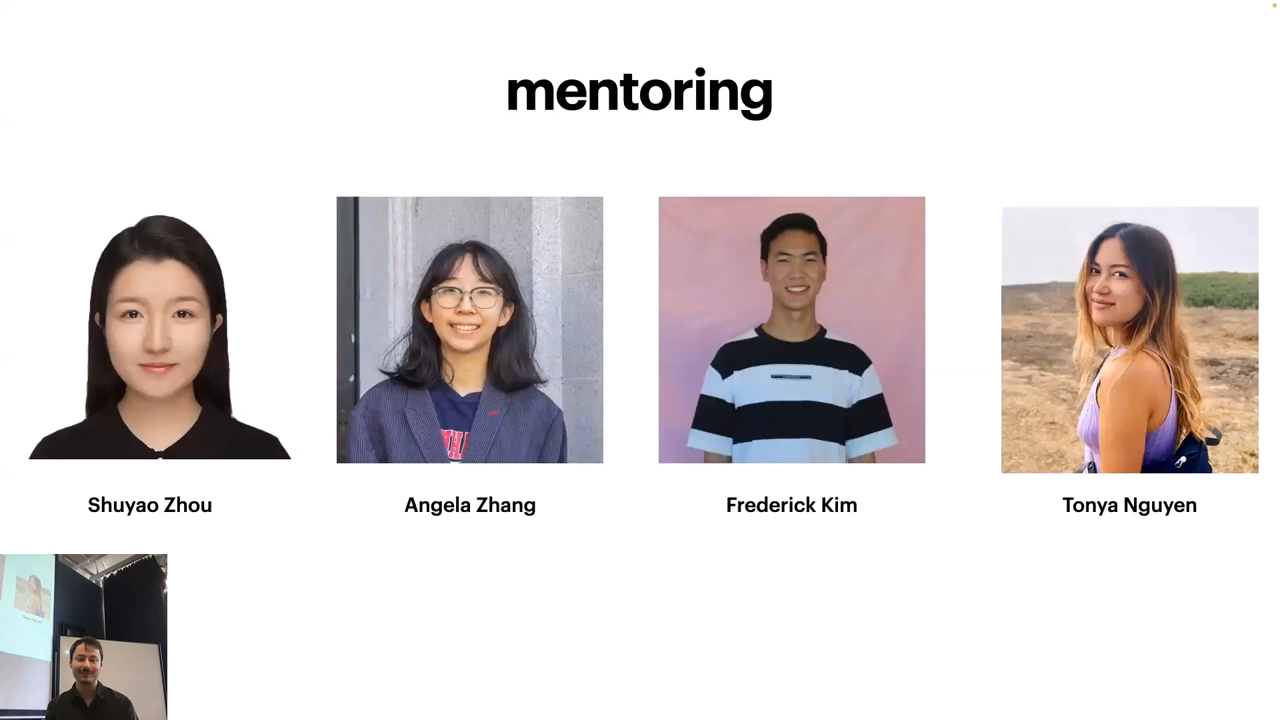 mentoring
Shuyao Zhou
Angela Zhang
Frederick Kim
Tonya Nguyen